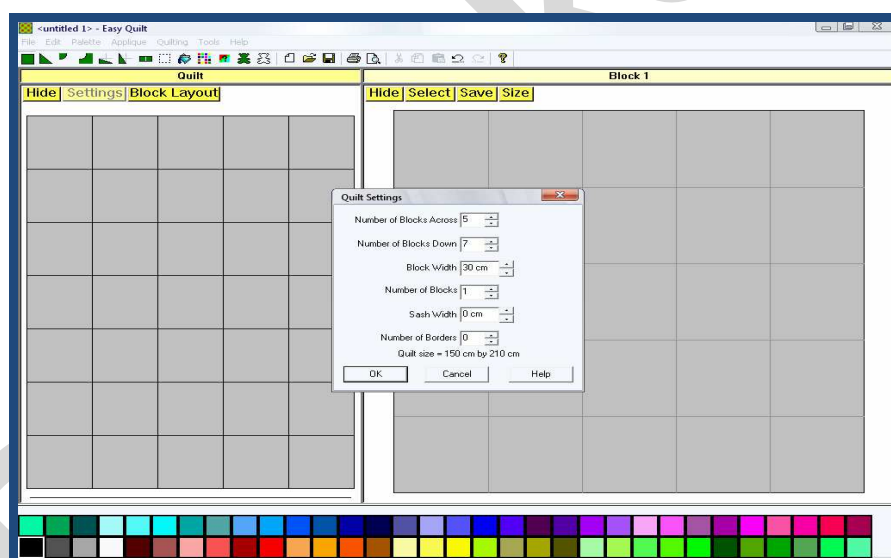 <untitled 1> - Easy Quilt
File Edit Palette Applique Quilting Tools Help
Quilt
Block 1
Hide Settings Block Layout
Hide Select Save Size
Quilt Settings
Number of Blocks Across 5
Number of Blocks Down 7
Block Width 30 cm
Number of Blocks 1
Sash Width 0 cm
Number of Borders 0
Quilt size = 150 cm by 210 cm
OK Cancel Help